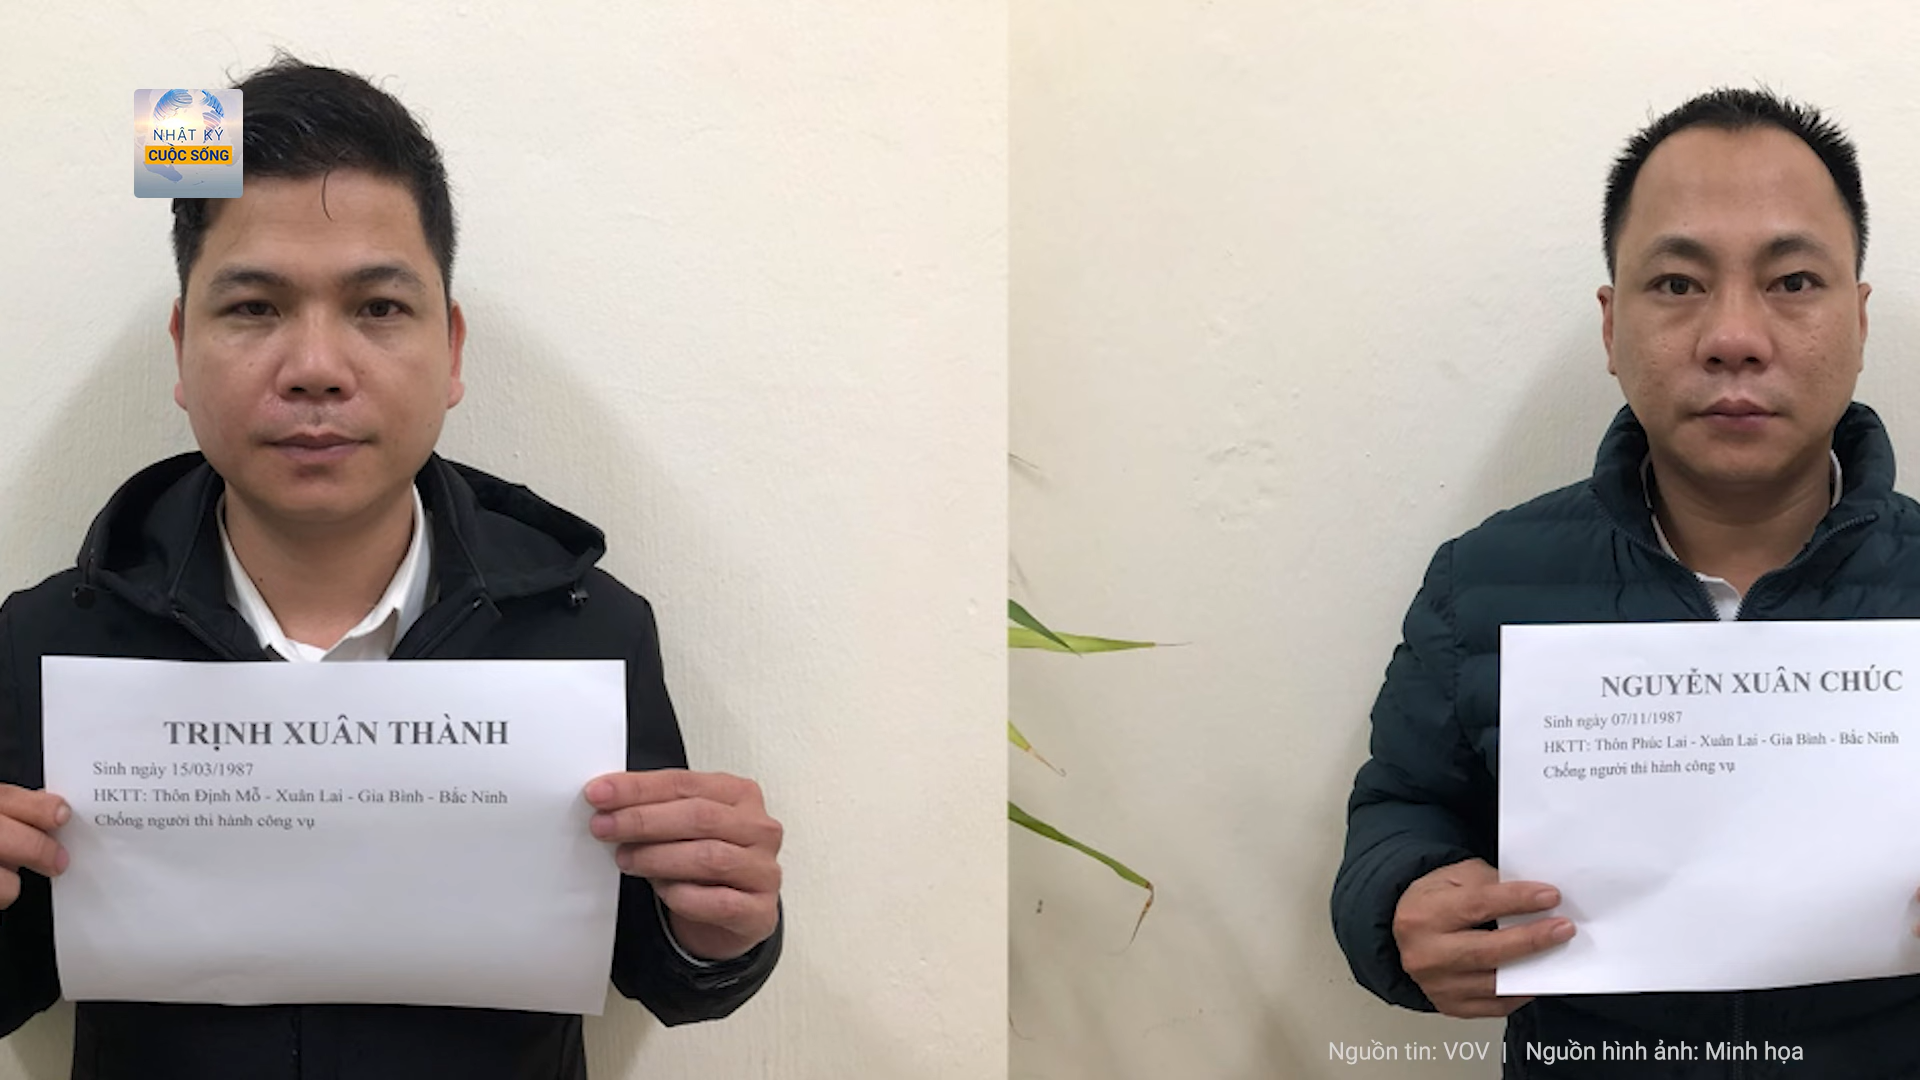 NHẬT KÝ
CUỘC SỐNG
TRỊNH XUÂN THÀNH
Sinh ngày 15/03/1987
HKTT: Thôn Định Mỗ - Xuân Lai - Gia Bình - Bắc Ninh
Chống người thi hành công vụ
NGUYỄN XUÂN CHÚC
Sinh ngày 07/11/1987
HKTT: Thôn Phúc Lai - Xuân Lai - Gia Bình - Bắc Ninh
Chống người thi hành công vụ
Nguồn tin: VOV | Nguồn hình ảnh: Minh họa